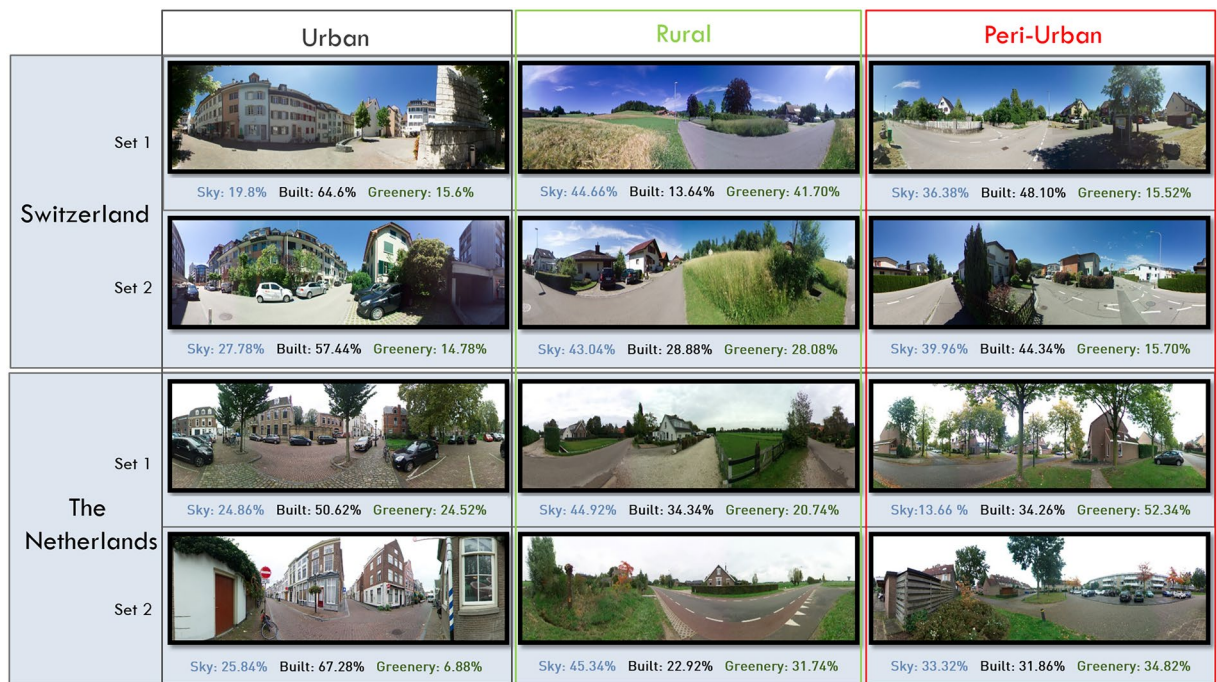 Urban Rural Peri-Urban
Set 1
Sky: 19.8% Built: 64.6% Greenery: 15.6% Sky: 44.66% Built: 13.64% Greenery: 41.70% Sky: 36.38% Built: 48.10% Greenery: 15.52%
Switzerland
Set 2
Sky: 27.78% Built: 57.44% Greenery: 14.78% Sky: 43.04% Built: 28.88% Greenery: 28.08% Sky: 39.96% Built: 44.34% Greenery: 15.70%
Set 1
Sky: 24.86% Built: 50.62% Greenery: 24.52% Sky: 44.92% Built: 34.34% Greenery: 20.74% Sky:13.66 % Built: 34.26% Greenery: 52.34%
The
Netherlands
Set 2
Sky: 25.84% Built: 67.28% Greenery: 6.88% Sky: 45.34% Built: 22.92% Greenery: 31.74% Sky: 33.32% Built: 31.86% Greenery: 34.82%